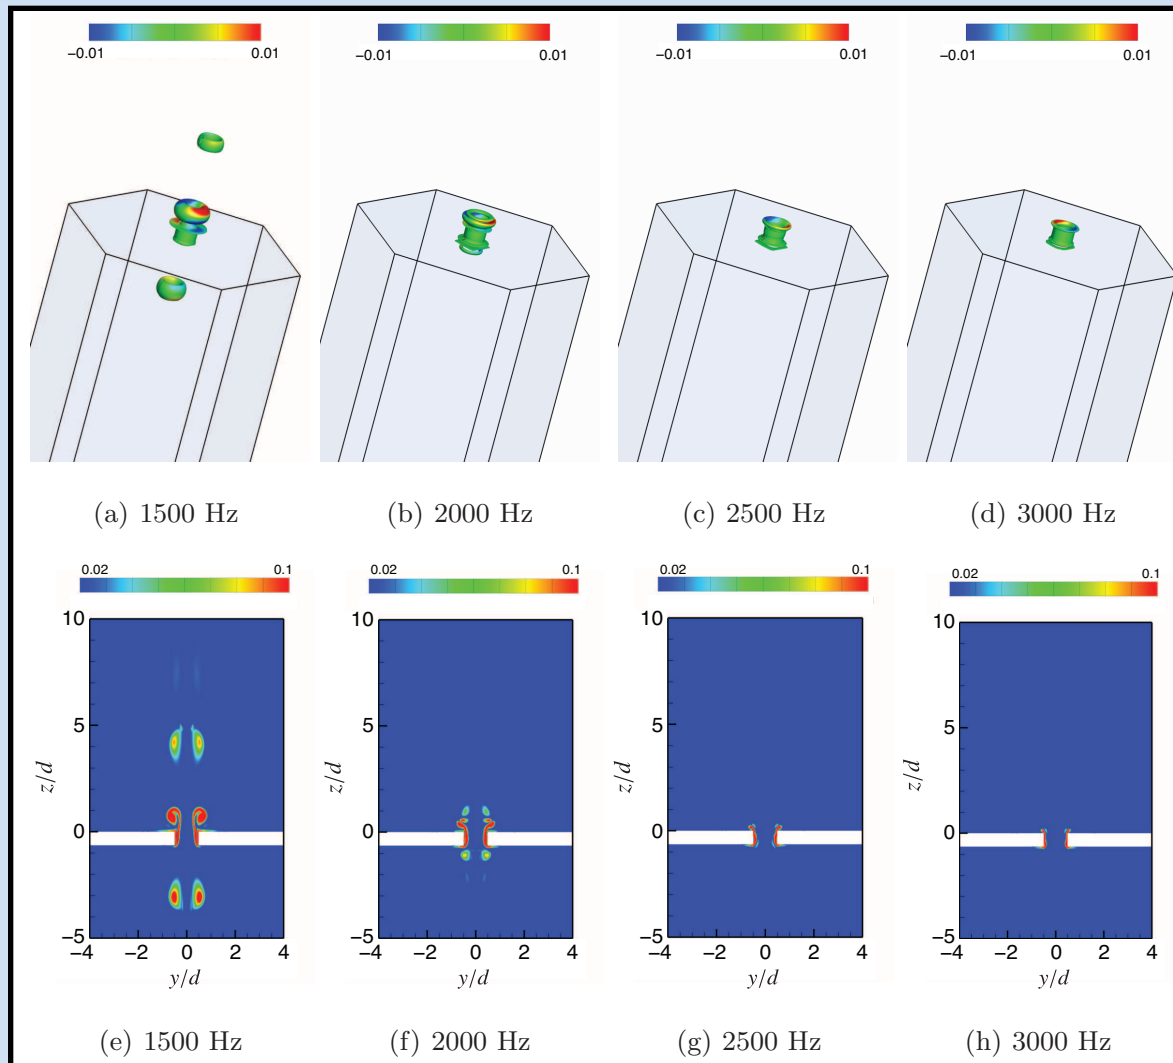 −0.01 0.01 −0.01 0.01 −0.01 0.01 −0.01 0.01
(a) 1500 Hz (b) 2000 Hz (c) 2500 Hz (d) 3000 Hz
0.02 0.1 0.02 0.1 0.02 0.1 0.02 0.1
10 10 10 10
5 5 5 5
z/d z/d z/d z/d
0 0 0 0
−5 −5 −5 −5
−4 −2 0 2 4 −4 −2 0 2 4 −4 −2 0 2 4 −4 −2 0 2 4
y/d y/d y/d y/d
(e) 1500 Hz (f) 2000 Hz (g) 2500 Hz (h) 3000 Hz